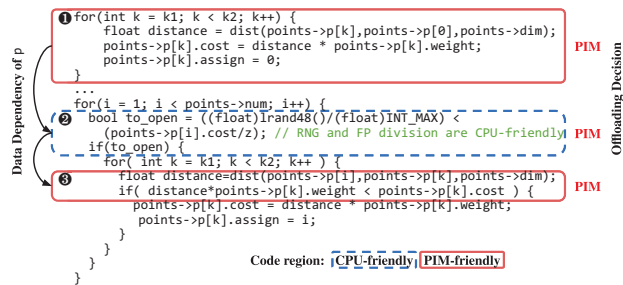 ❶for(int k = k1; k < k2; k++) {
float distance = dist(points->p[k],points->p[0],points->dim);
points->p[k].cost = distance * points->p[k].weight;
points->p[k].assign = 0;
}
PIM
...
for(i = 1; i < points->num; i++) {
❷ bool to_open = ((float)lrand48()/(float)INT_MAX) <
(points->p[i].cost/z); // RNG and FP division are CPU-friendly
PIM
if(to_open) {
for( int k = k1; k < k2; k++ ) {
❸ float distance=dist(points->p[i],points->p[k],points->dim);
if( distance*points->p[k].weight < points->p[k].cost ) {
PIM
points->p[k].cost = distance * points->p[k].weight;
points->p[k].assign = i;
}
}
}
}
Code region: CPU-friendly PIM-friendly
Data Dependency of p
Offloading Decision